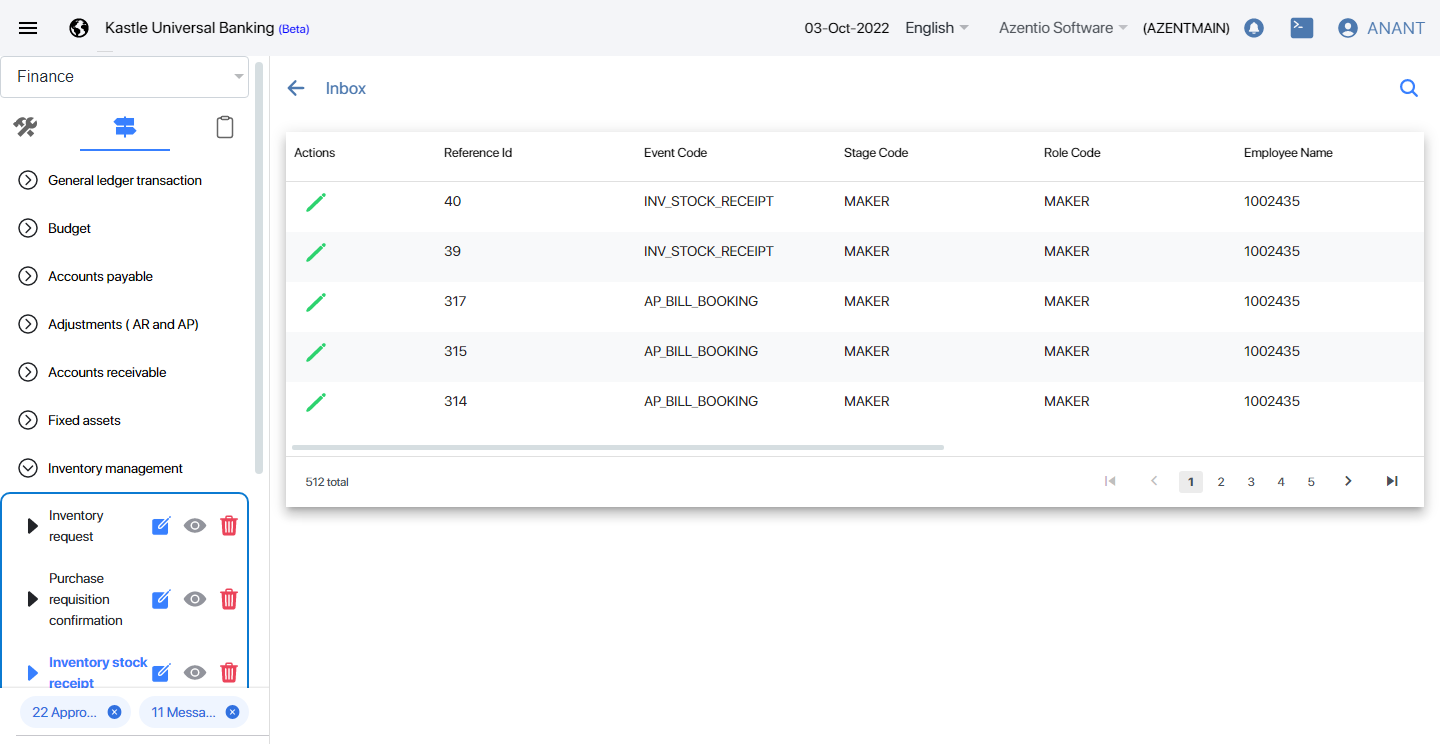 Kastle Universal Banking (Beta)
03-Oct-2022 English Azentio Software (AZENTMAIN) ANANT
Finance
General ledger transaction
Budget
Accounts payable
Adjustments ( AR and AP)
Accounts receivable
Fixed assets
Inventory management
Inventory
request
Purchase
requisition
confirmation
Inventory stock
receipt
22 Appro... 11 Messa...
Inbox
Actions Reference Id Event Code Stage Code Role Code Employee Name
40 INV_STOCK_RECEIPT MAKER MAKER 1002435
39 INV_STOCK_RECEIPT MAKER MAKER 1002435
317 AP_BILL_BOOKING MAKER MAKER 1002435
315 AP_BILL_BOOKING MAKER MAKER 1002435
314 AP_BILL_BOOKING MAKER MAKER 1002435
512 total 1 2 3 4 5